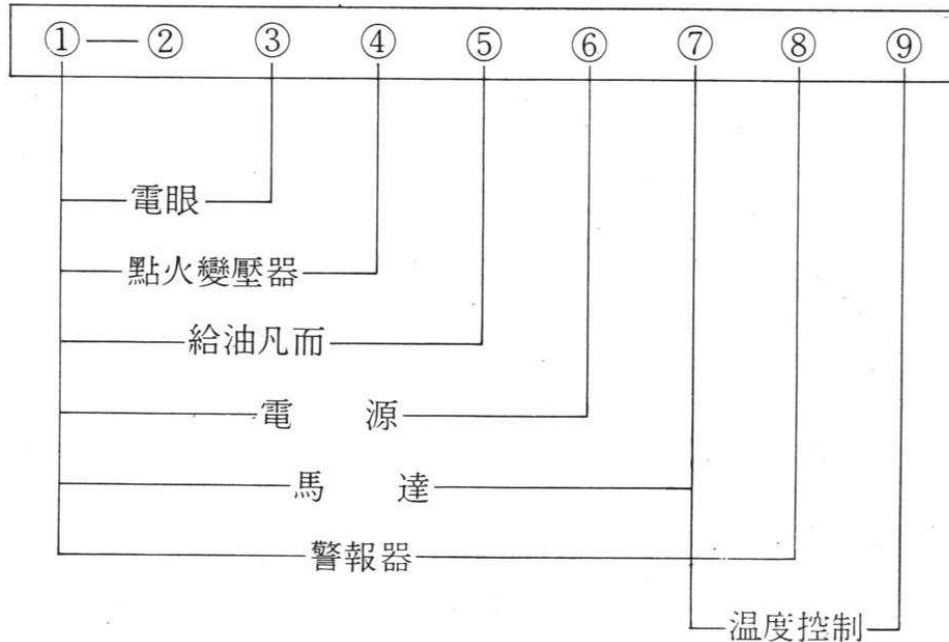 ① ② ③ ④ ⑤ ⑥ ⑦ ⑧ ⑨
電眼
點火變壓器
給油凡而
電 源
馬 達
警報器
温度控制